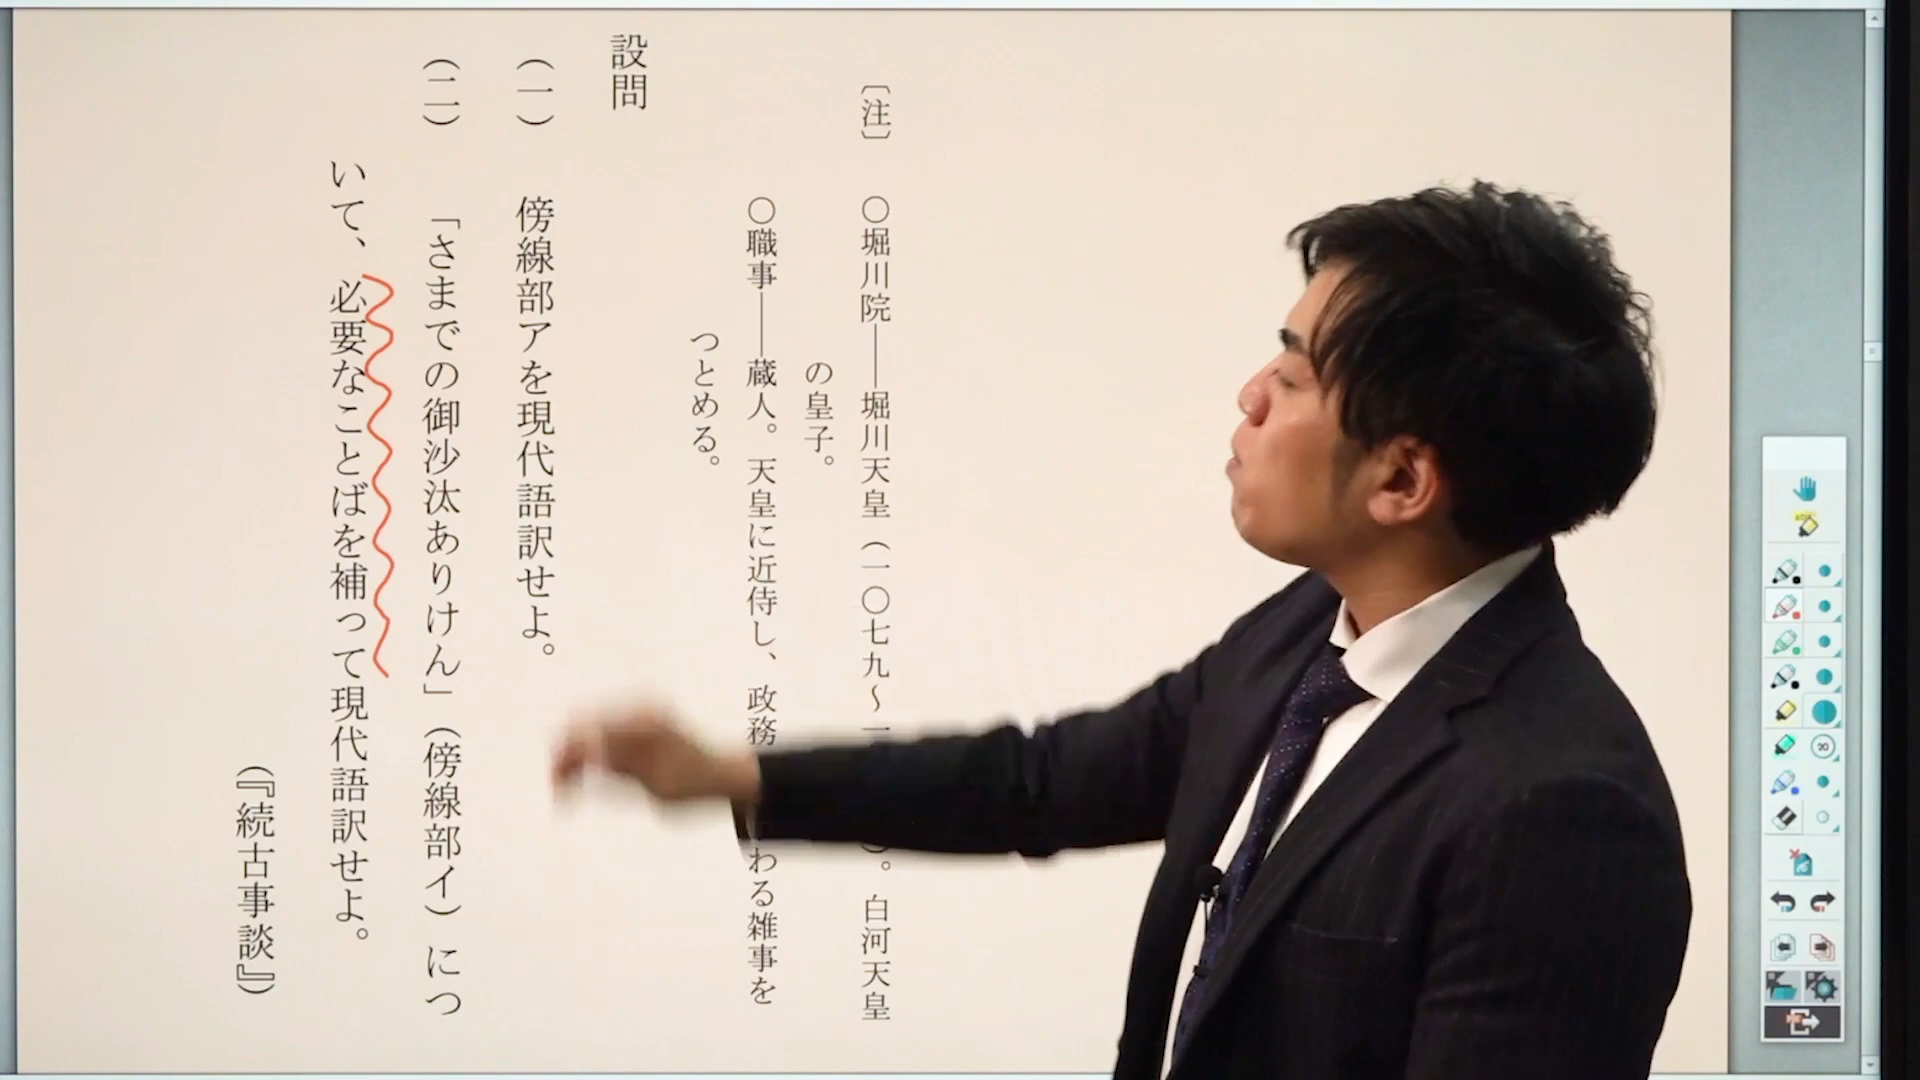 〔注〕 ○堀川院――堀川天皇(一〇七九〜一)。白河天皇
の皇子。
○職事――蔵人。天皇に近侍し、政務わる雑事を
つとめる。
設問
(一) 傍線部アを現代語訳せよ。
(二) 「さまでの御沙汰ありけん」(傍線部イ)につ
いて、必要なことばを補って現代語訳せよ。
(『続古事談』)
20